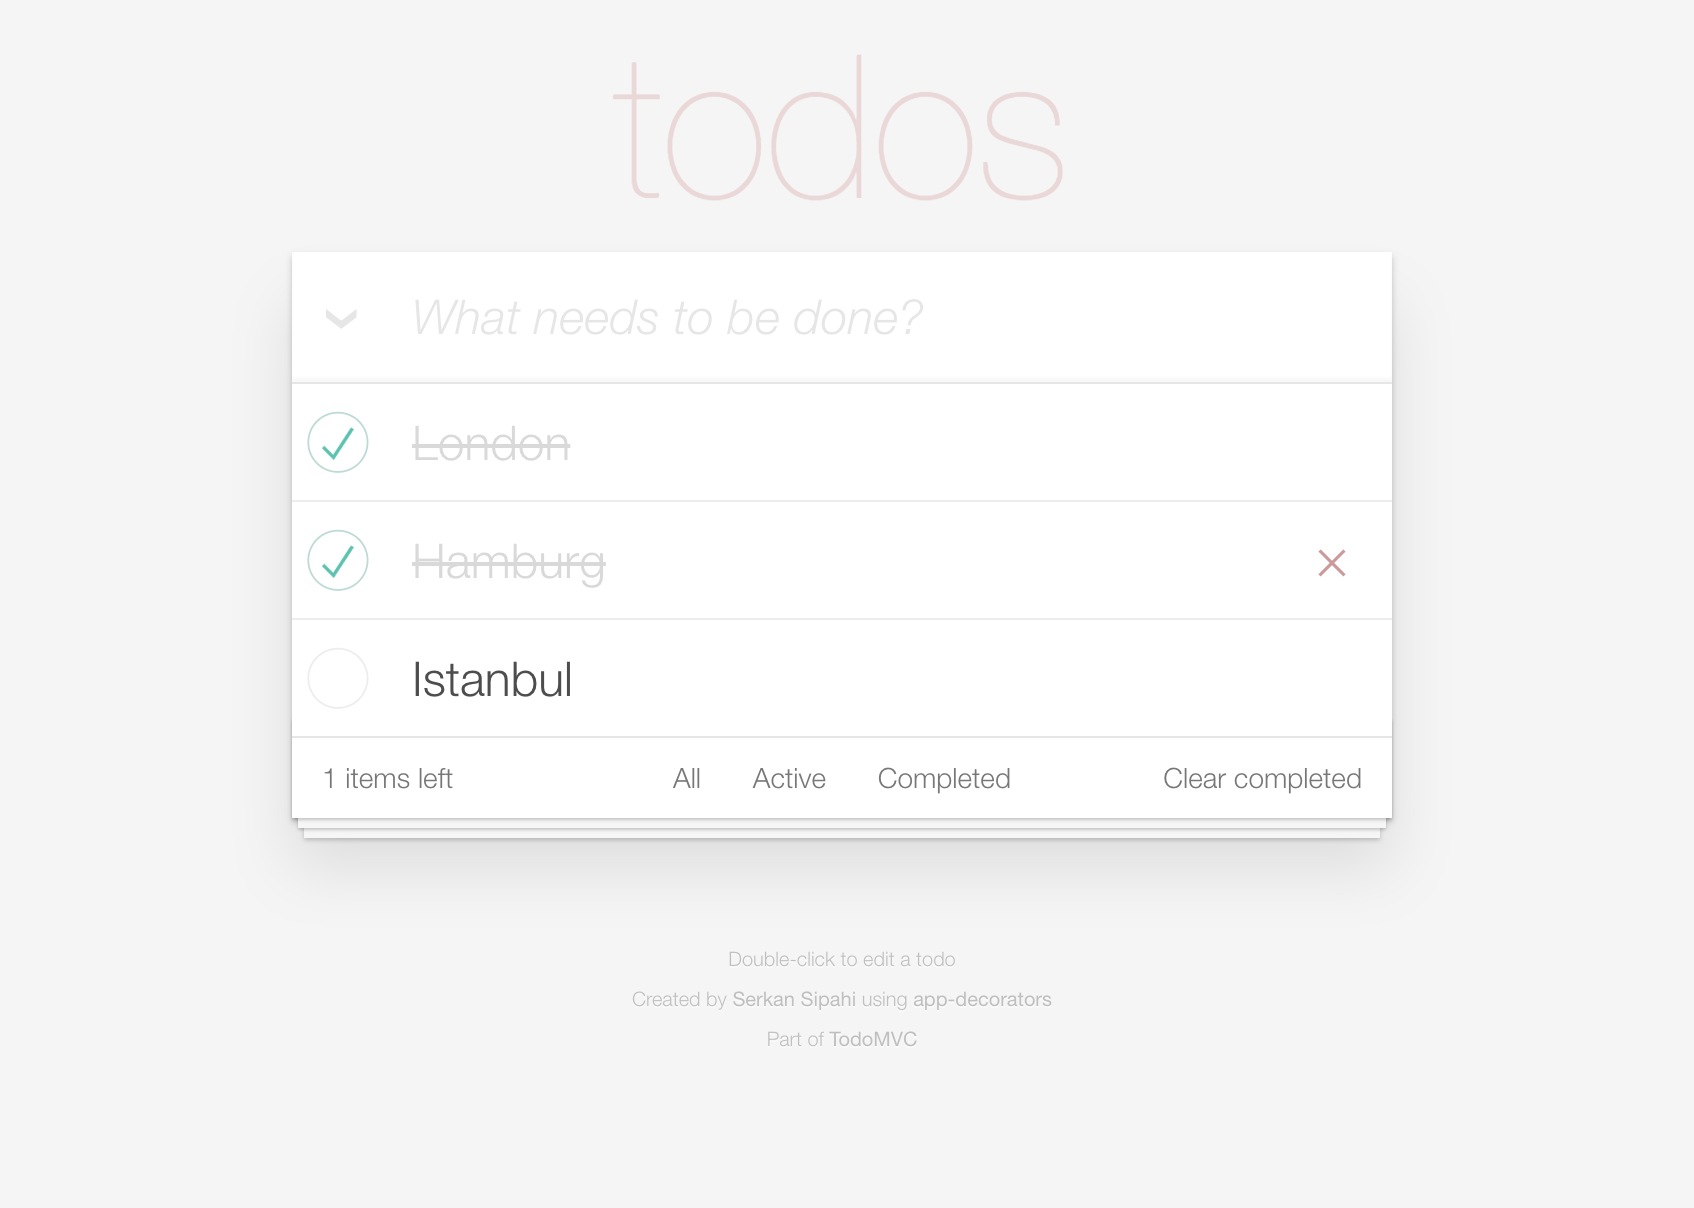 todos
What needs to be done?
London
Hamburg
Istanbul
1 items left All Active Completed Clear completed
Double-click to edit a todo
Created by Serkan Sipahi using app-decorators
Part of TodoMVC